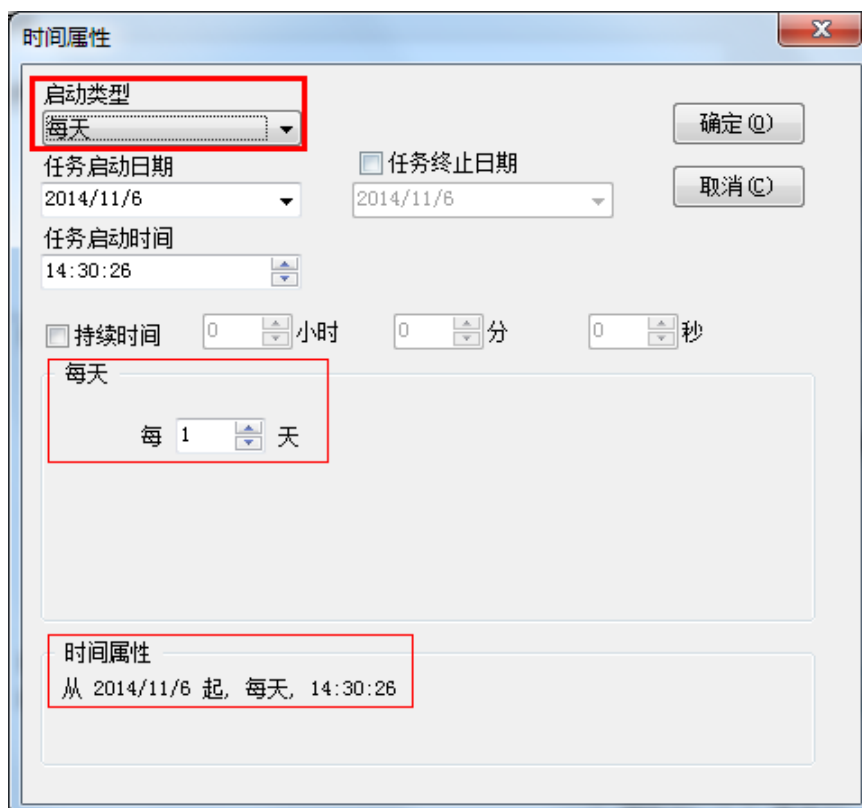 时间属性
启动类型
每天
确定(O)
任务启动日期
任务终止日期
2014/11/6
2014/11/6
取消(C)
任务启动时间
14:30:26
持续时间 0 小时 0 分 0 秒
每天
每 1 天
时间属性
从 2014/11/6 起, 每天, 14:30:26